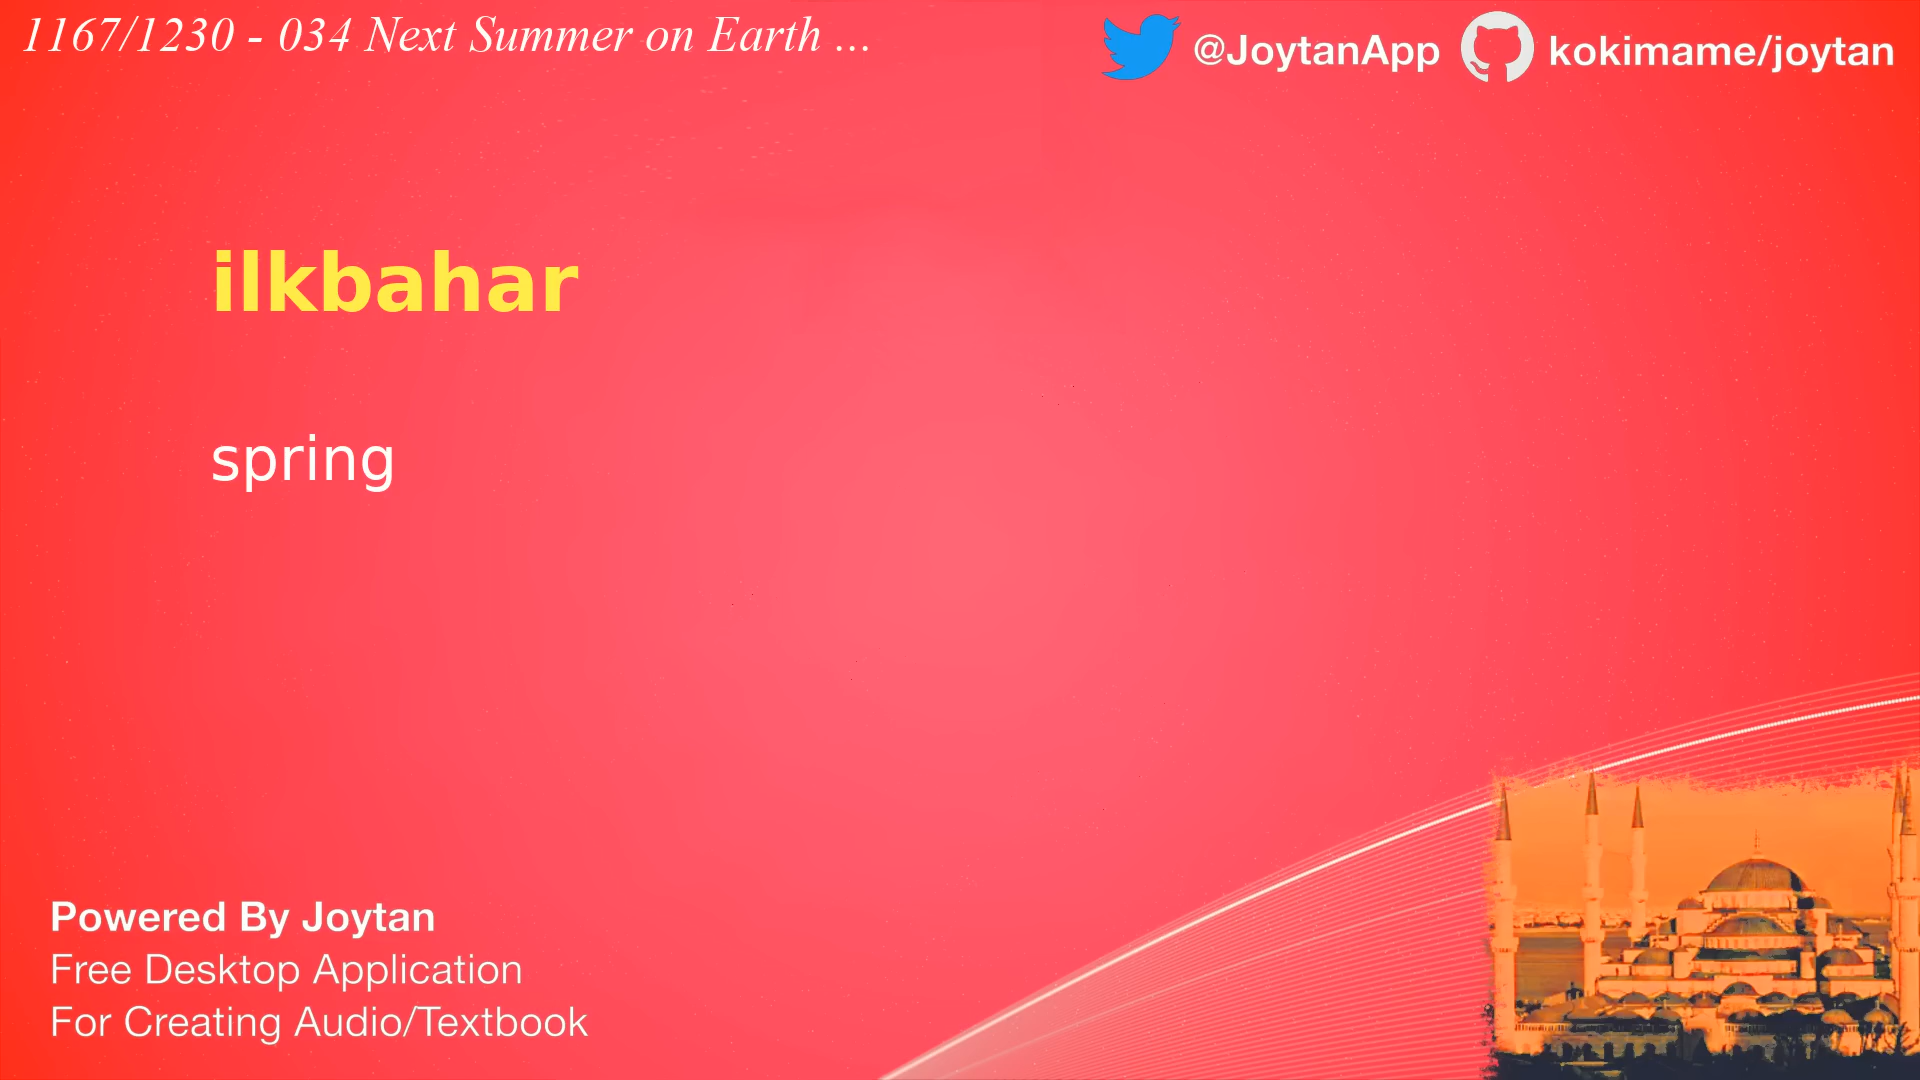 1167/1230 - 034 Next Summer on Earth ...
@JoytanApp
kokimame/joytan
ilkbahar
spring
Powered By Joytan
Free Desktop Application
For Creating Audio/Textbook